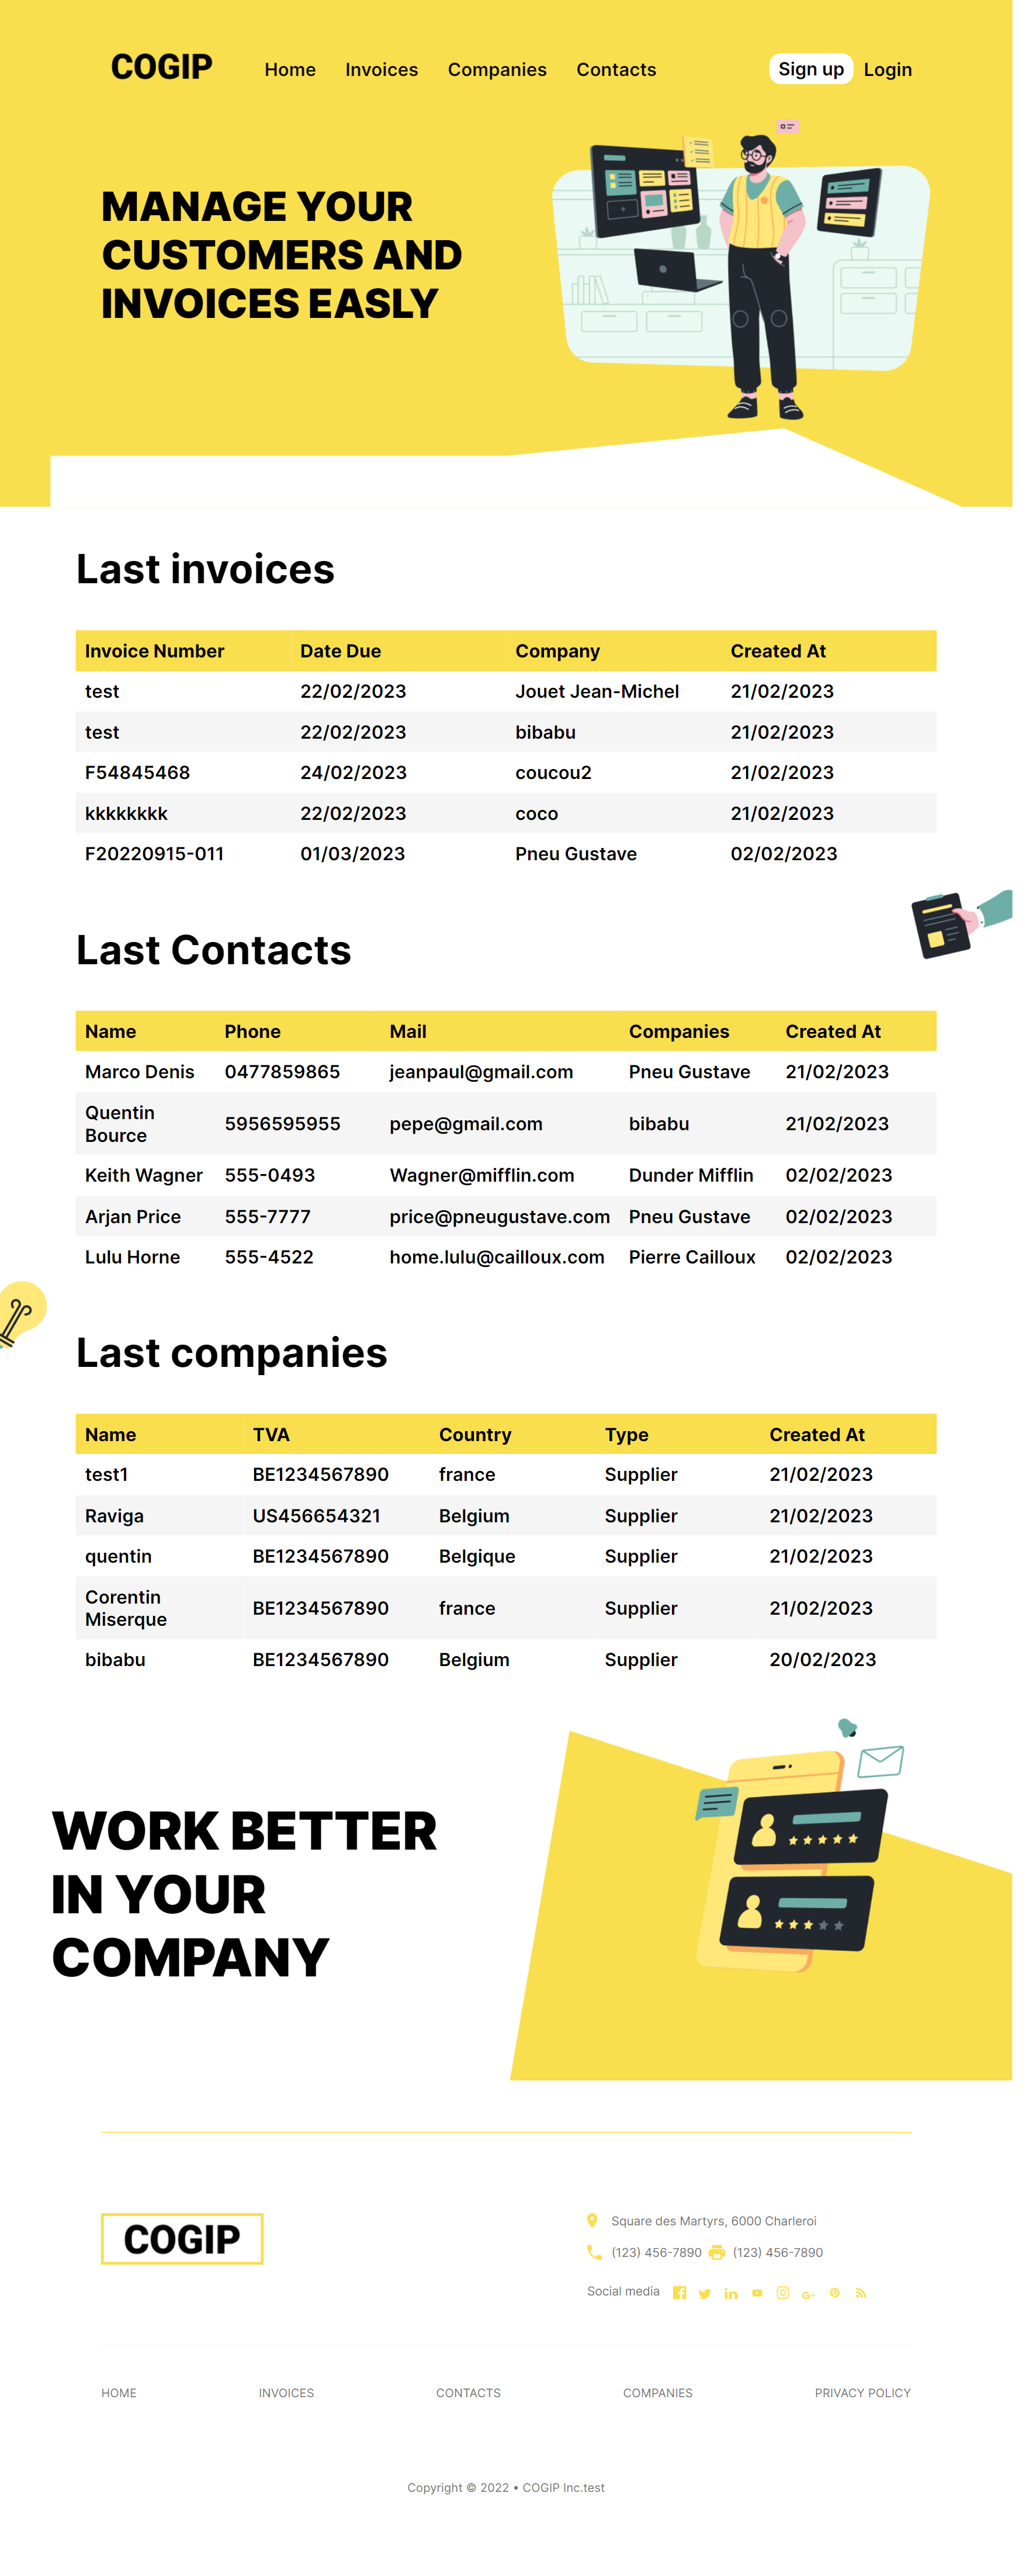 COGIP Home Invoices Companies Contacts Sign up Login
MANAGE YOUR
CUSTOMERS AND
INVOICES EASLY
Last invoices
Invoice Number Date Due Company Created At
test 22/02/2023 Jouet Jean-Michel 21/02/2023
test 22/02/2023 bibabu 21/02/2023
F54845468 24/02/2023 coucou2 21/02/2023
kkkkkkkk 22/02/2023 coco 21/02/2023
F20220915-011 01/03/2023 Pneu Gustave 02/02/2023
Last Contacts
Name Phone Mail Companies Created At
Marco Denis 0477859865 jeanpaul@gmail.com Pneu Gustave 21/02/2023
Quentin
Bource 5956595955 pepe@gmail.com bibabu 21/02/2023
Keith Wagner 555-0493 Wagner@mifflin.com Dunder Mifflin 02/02/2023
Arjan Price 555-7777 price@pneugustave.com Pneu Gustave 02/02/2023
Lulu Horne 555-4522 home.lulu@cailloux.com Pierre Cailloux 02/02/2023
Last companies
Name TVA Country Type Created At
test1 BE1234567890 france Supplier 21/02/2023
Raviga US456654321 Belgium Supplier 21/02/2023
quentin BE1234567890 Belgique Supplier 21/02/2023
Corentin
Miserque BE1234567890 france Supplier 21/02/2023
bibabu BE1234567890 Belgium Supplier 20/02/2023
WORK BETTER
IN YOUR
COMPANY
COGIP
Square des Martyrs, 6000 Charleroi
(123) 456-7890 (123) 456-7890
Social media
HOME INVOICES CONTACTS COMPANIES PRIVACY POLICY
Copyright © 2022 • COGIP Inc.test